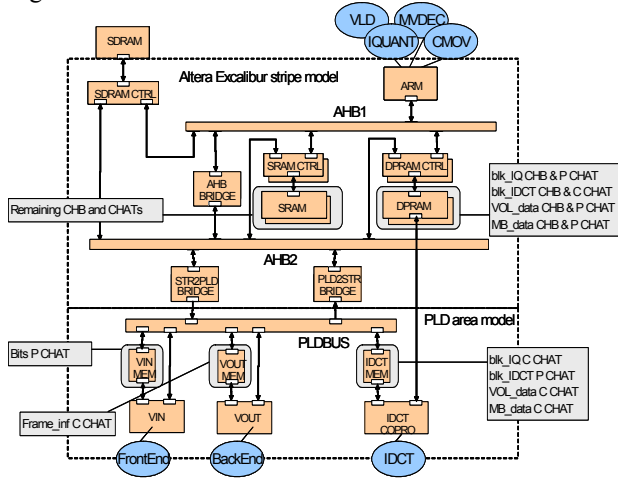 VLD
MVDEC
IQUANT
CMOV
SDRAM
Altera Excalibur stripe model
ARM
SDRAM CTRL
AHB1
SRAM CTRL
DPRAM CTRL
AHB
BRIDGE
SRAM
DPRAM
blk_IQ CHB & P CHAT
blk_IDCT CHB & C CHAT
VOL_data CHB & P CHAT
MB_data CHB & P CHAT
Remaining CHB and CHATs
AHB2
STR2PLD
BRIDGE
PLD2STR
BRIDGE
PLD area model
PLDBUS
Bits P CHAT
VIN
MEM
VOUT
MEM
IDCT
MEM
blk_IQ C CHAT
blk_IDCT P CHAT
VOL_data C CHAT
MB_data C CHAT
Frame_inf C CHAT
VIN
VOUT
IDCT
COPRO
FrontEnd
BackEnd
IDCT